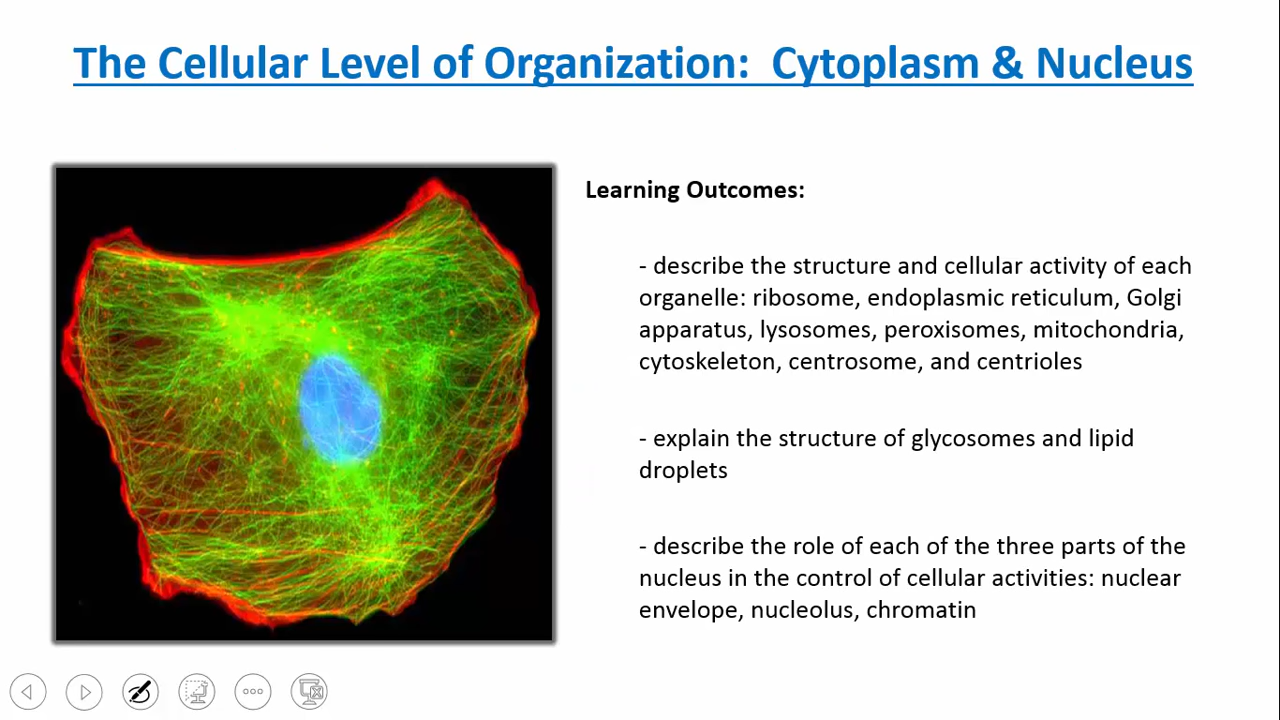 The Cellular Level of Organization: Cytoplasm & Nucleus
Learning Outcomes:
- describe the structure and cellular activity of each
organelle: ribosome, endoplasmic reticulum, Golgi
apparatus, lysosomes, peroxisomes, mitochondria,
cytoskeleton, centrosome, and centrioles
- explain the structure of glycosomes and lipid
droplets
- describe the role of each of the three parts of the
nucleus in the control of cellular activities: nuclear
envelope, nucleolus, chromatin